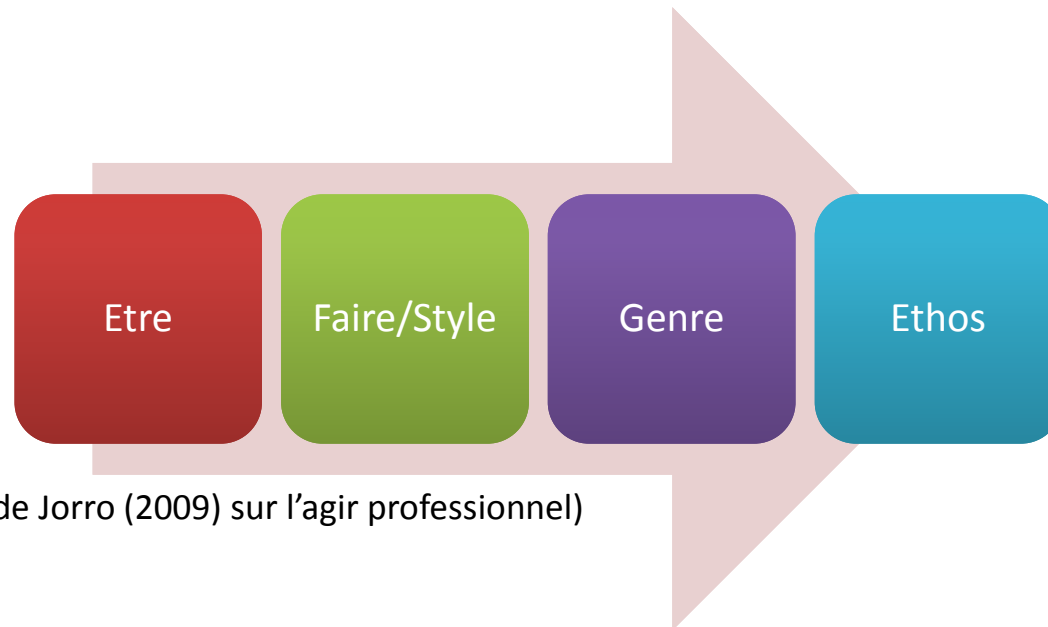 Etre
Faire/Style
Genre
Ethos
de Jorro (2009) sur l’agir professionnel)